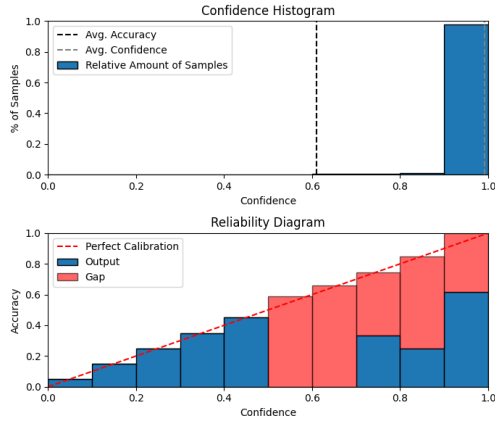 Confidence Histogram
1.0
0.8
0.6
0.4
0.2
0.0
% of Samples
Avg. Accuracy
Avg. Confidence
Relative Amount of Samples
0.0 0.2 0.4 0.6 0.8 1.0
Confidence
Reliability Diagram
1.0
0.8
0.6
0.4
0.2
0.0
Accuracy
Perfect Calibration
Output
Gap
0.0 0.2 0.4 0.6 0.8 1.0
Confidence